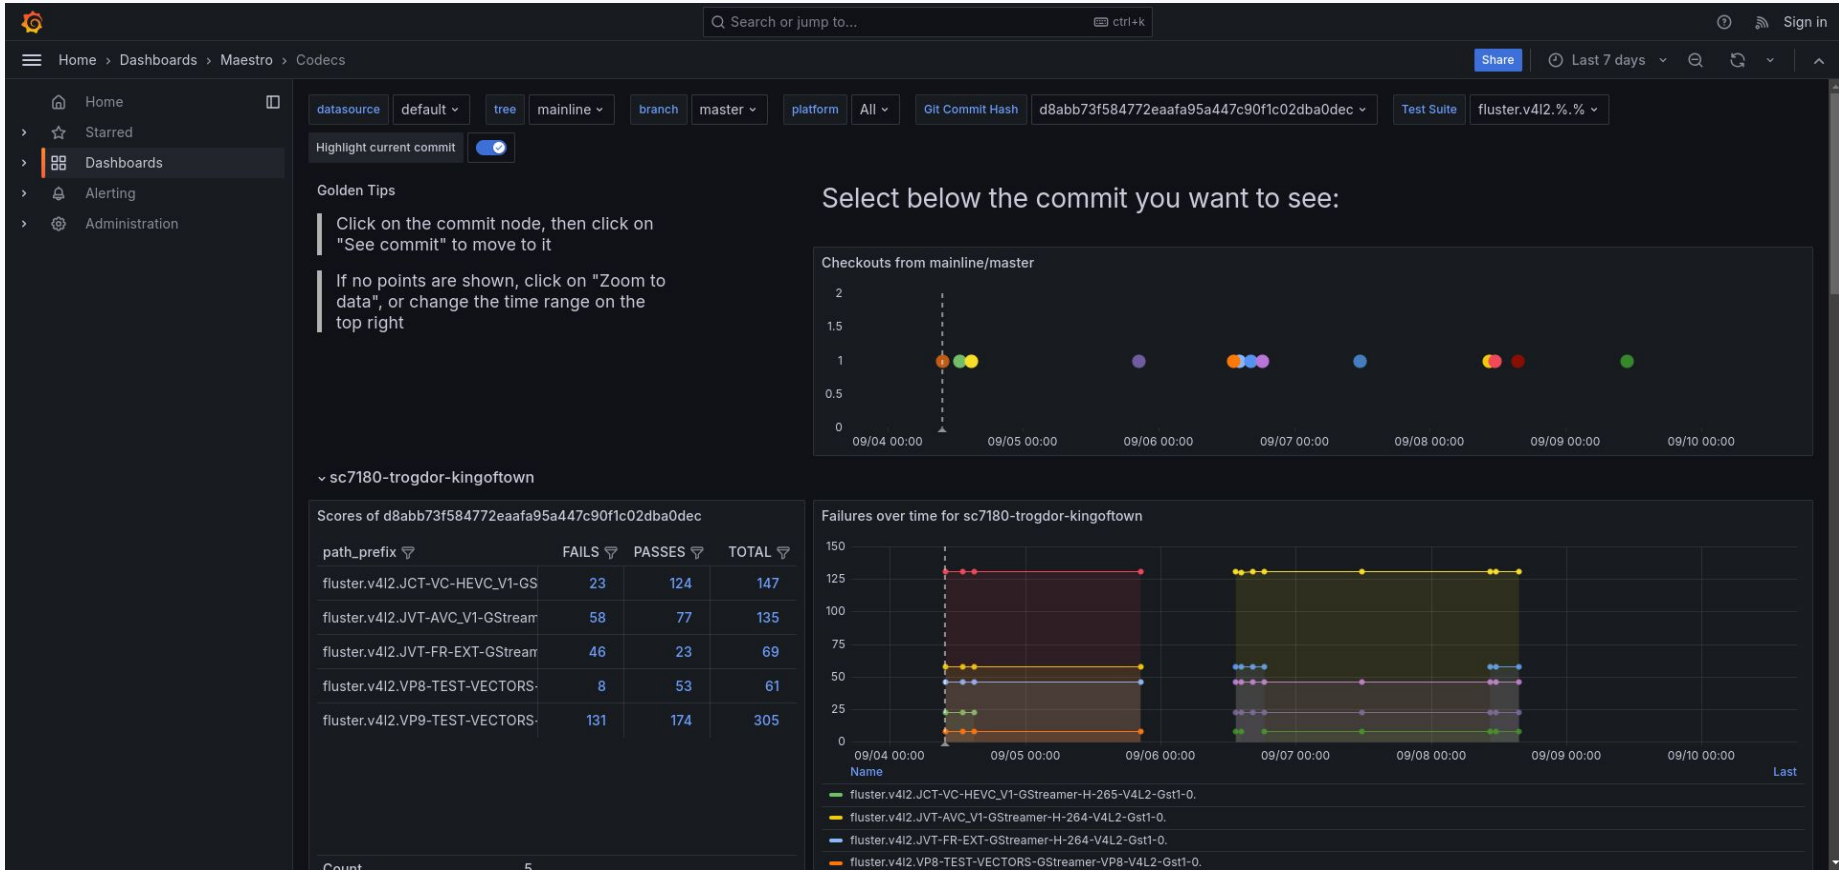 Search or jump to... ctrl+k Sign in
Home › Dashboards › Maestro › Codecs Share Last 7 days
Home
Starred
Dashboards
Alerting
Administration
datasource default tree mainline branch master platform All Git Commit Hash d8abb73f584772eaafa95a447c90f1c02dba0dec Test Suite fluster.v4l2.%.%
Highlight current commit
Golden Tips
Click on the commit node, then click on
"See commit" to move to it
If no points are shown, click on "Zoom to
data", or change the time range on the
top right
Select below the commit you want to see:
Checkouts from mainline/master
2
1.5
1
0.5
0
09/04 00:00 09/05 00:00 09/06 00:00 09/07 00:00 09/08 00:00 09/09 00:00 09/10 00:00
sc7180-trogdor-kingoftown
Scores of d8abb73f584772eaafa95a447c90f1c02dba0dec
path_prefix FAILS PASSES TOTAL
fluster.v4l2.JCT-VC-HEVC_V1-GS 23 124 147
fluster.v4l2.JVT-AVC_V1-GStream 58 77 135
fluster.v4l2.JVT-FR-EXT-GStream 46 23 69
fluster.v4l2.VP8-TEST-VECTORS- 8 53 61
fluster.v4l2.VP9-TEST-VECTORS- 131 174 305
Count 5
Failures over time for sc7180-trogdor-kingoftown
150
125
100
75
50
25
0
09/04 00:00 09/05 00:00 09/06 00:00 09/07 00:00 09/08 00:00 09/09 00:00 09/10 00:00
Name Last
fluster.v4l2.JCT-VC-HEVC_V1-GStreamer-H-265-V4L2-Gst1-0.
fluster.v4l2.JVT-AVC_V1-GStreamer-H-264-V4L2-Gst1-0.
fluster.v4l2.JVT-FR-EXT-GStreamer-H-264-V4L2-Gst1-0.
fluster.v4l2.VP8-TEST-VECTORS-GStreamer-VP8-V4L2-Gst1-0.